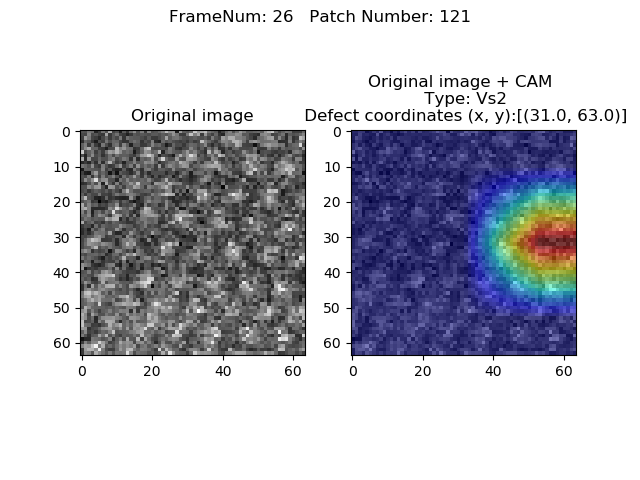 FrameNum: 26   Patch Number: 121
Original image
0
10
20
30
40
50
60
0 20 40 60
Original image + CAM
Type: Vs2
Defect coordinates (x, y):[(31.0, 63.0)]
0
10
20
30
40
50
60
0 20 40 60